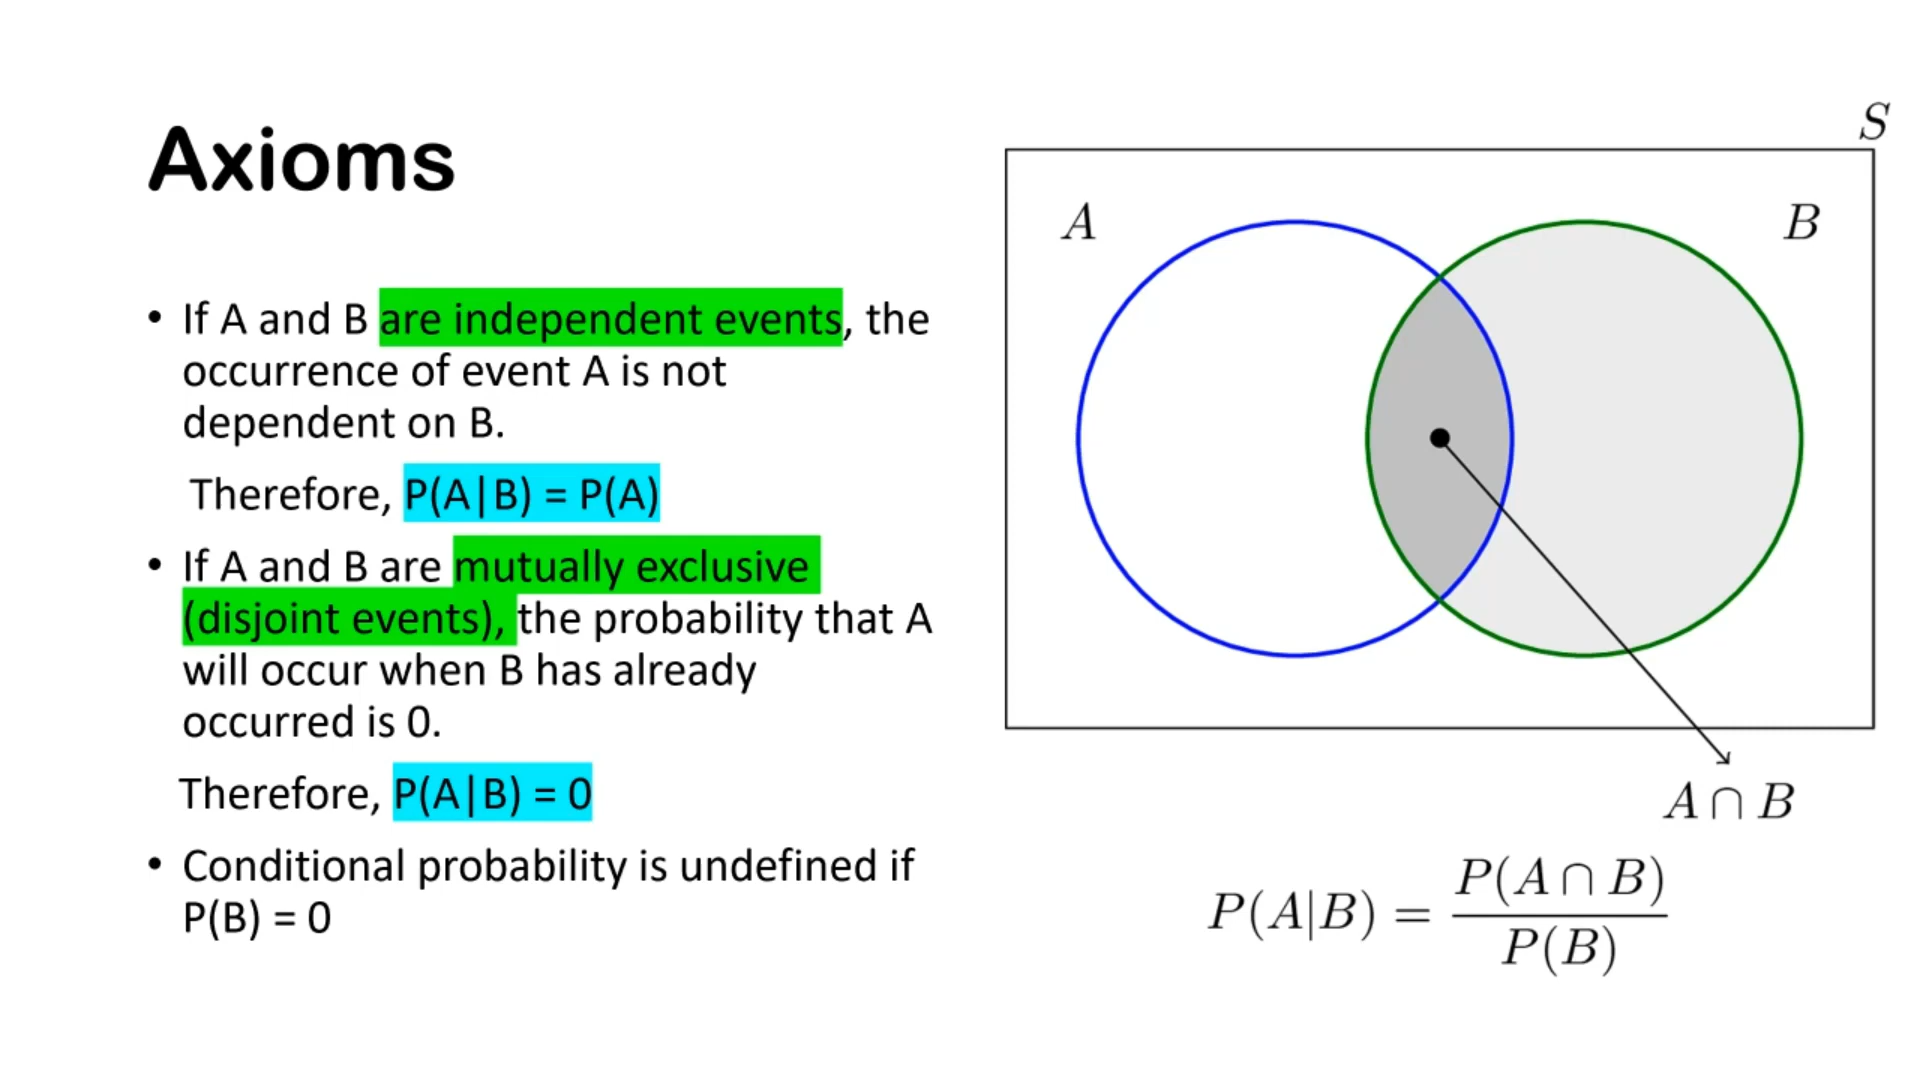 Axioms
• If A and B are independent events, the
occurrence of event A is not
dependent on B.
Therefore, P(A|B) = P(A)
• If A and B are mutually exclusive
(disjoint events), the probability that A
will occur when B has already
occurred is 0.
Therefore, P(A|B) = 0
• Conditional probability is undefined if
P(B) = 0
S
A
B
A ∩ B
P(A|B) = P(A ∩ B)
P(B)